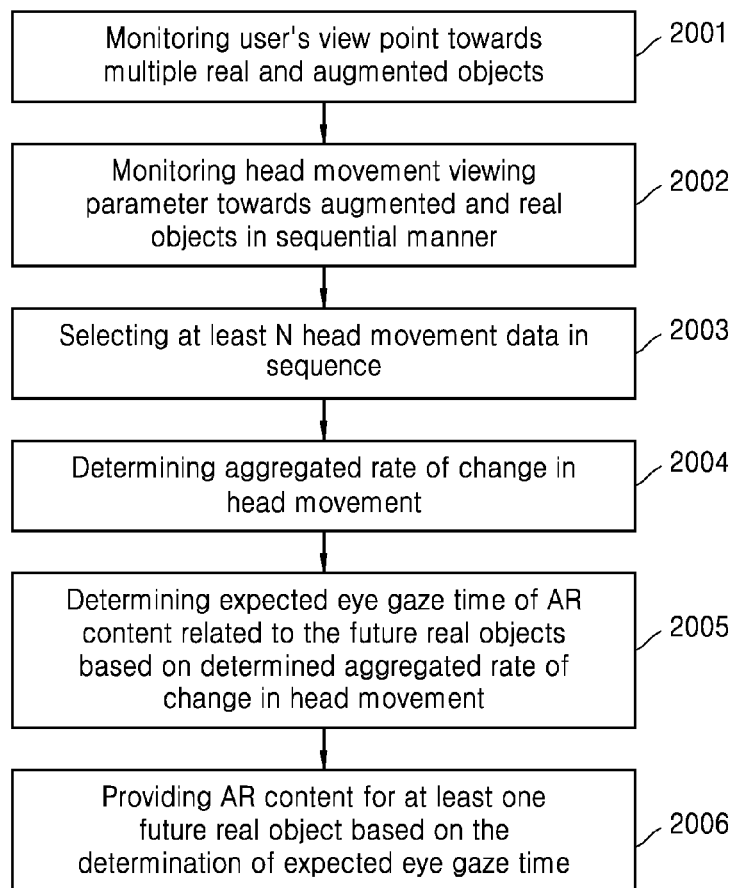 Monitoring user's view point towards
multiple real and augmented objects
2001
Monitoring head movement viewing
parameter towards augmented and real
objects in sequential manner
2002
Selecting at least N head movement data in
sequence
2003
Determining aggregated rate of change in
head movement
2004
Determining expected eye gaze time of AR
content related to the future real objects
based on determined aggregated rate of
change in head movement
2005
Providing AR content for at least one
future real object based on the
determination of expected eye gaze time
2006